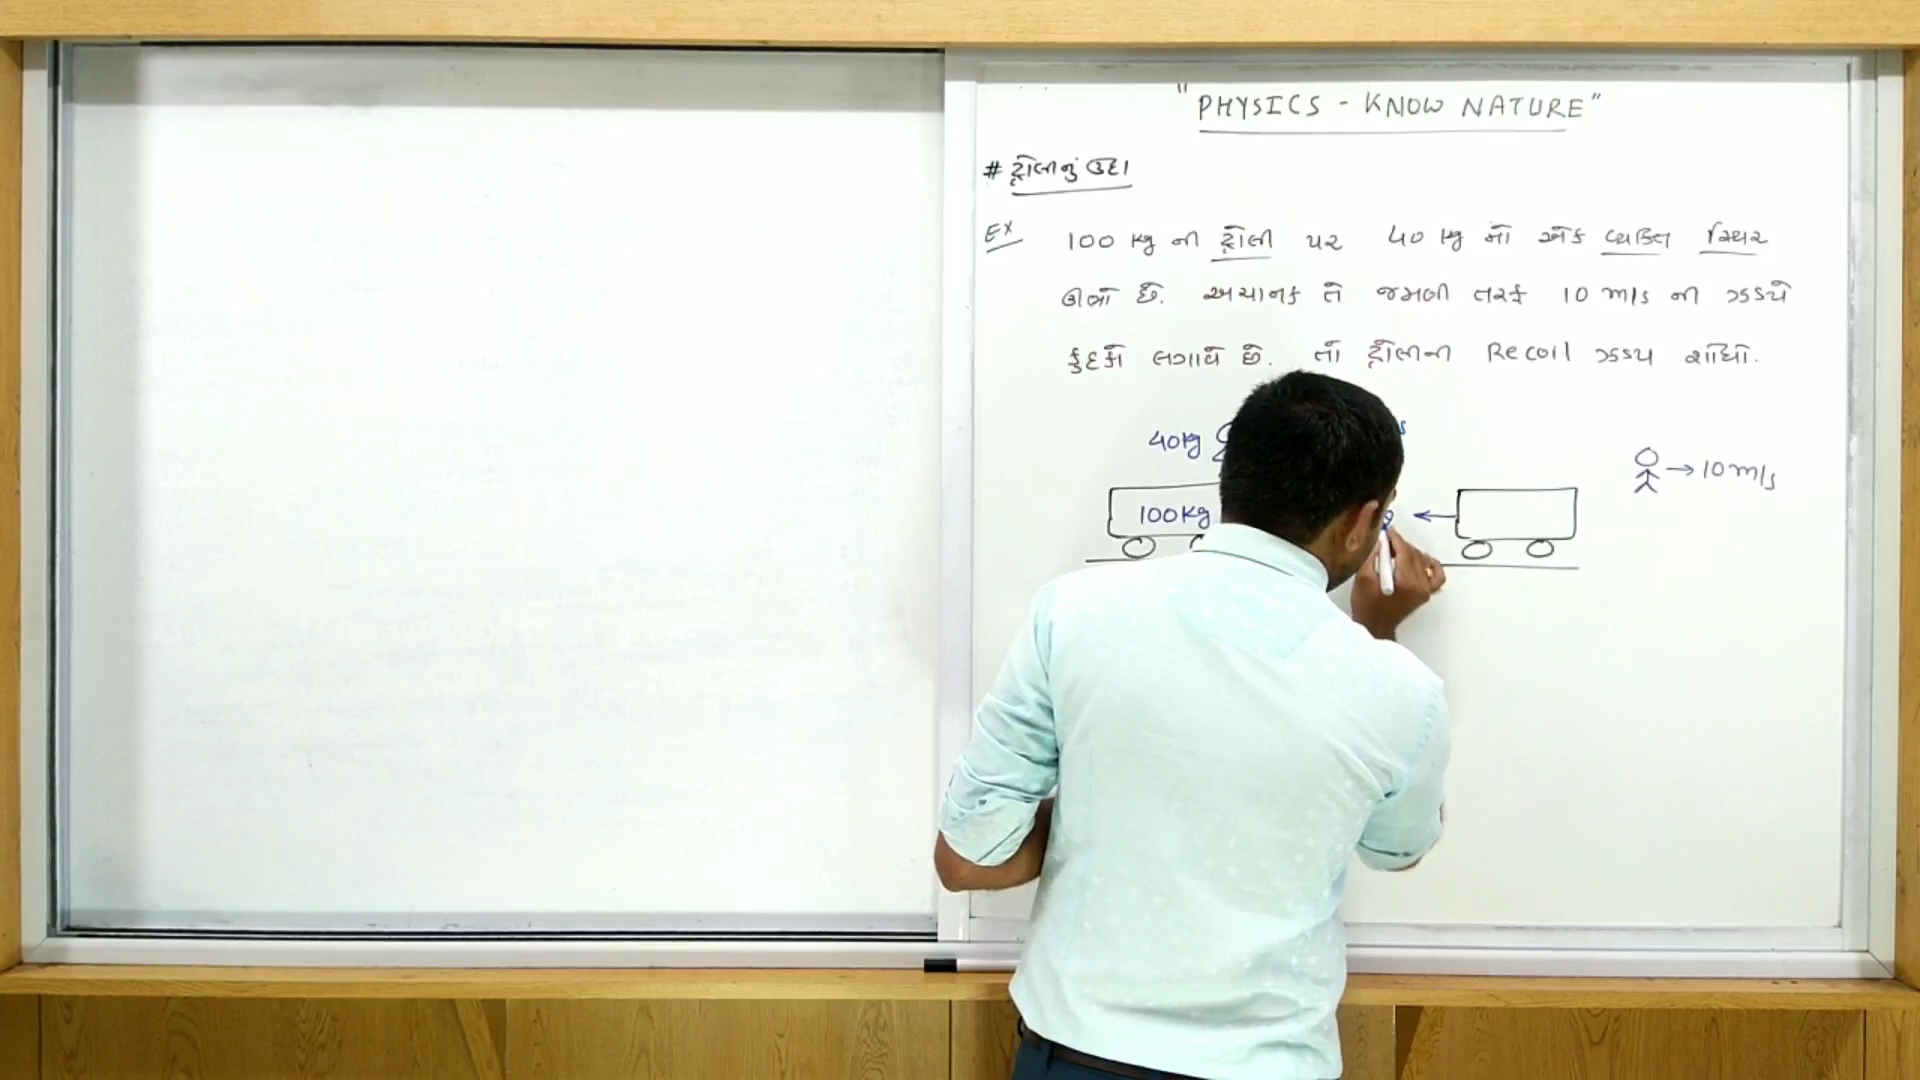 "PHYSICS - KNOW NATURE"
# ટ્રોલીનું ઉદા
Ex 100 kg ની ટ્રોલી પર 40 kg નો એક વ્યક્તિ સ્થિર
ઊભો છે. અચાનક તે જમણી તરફ 10 m/s ની ઝડપે
કુદકો લગાવે છે. તો ટ્રોલીની Recoil ઝડપ શોધો.
40kg
→ 10 m/s
100kg